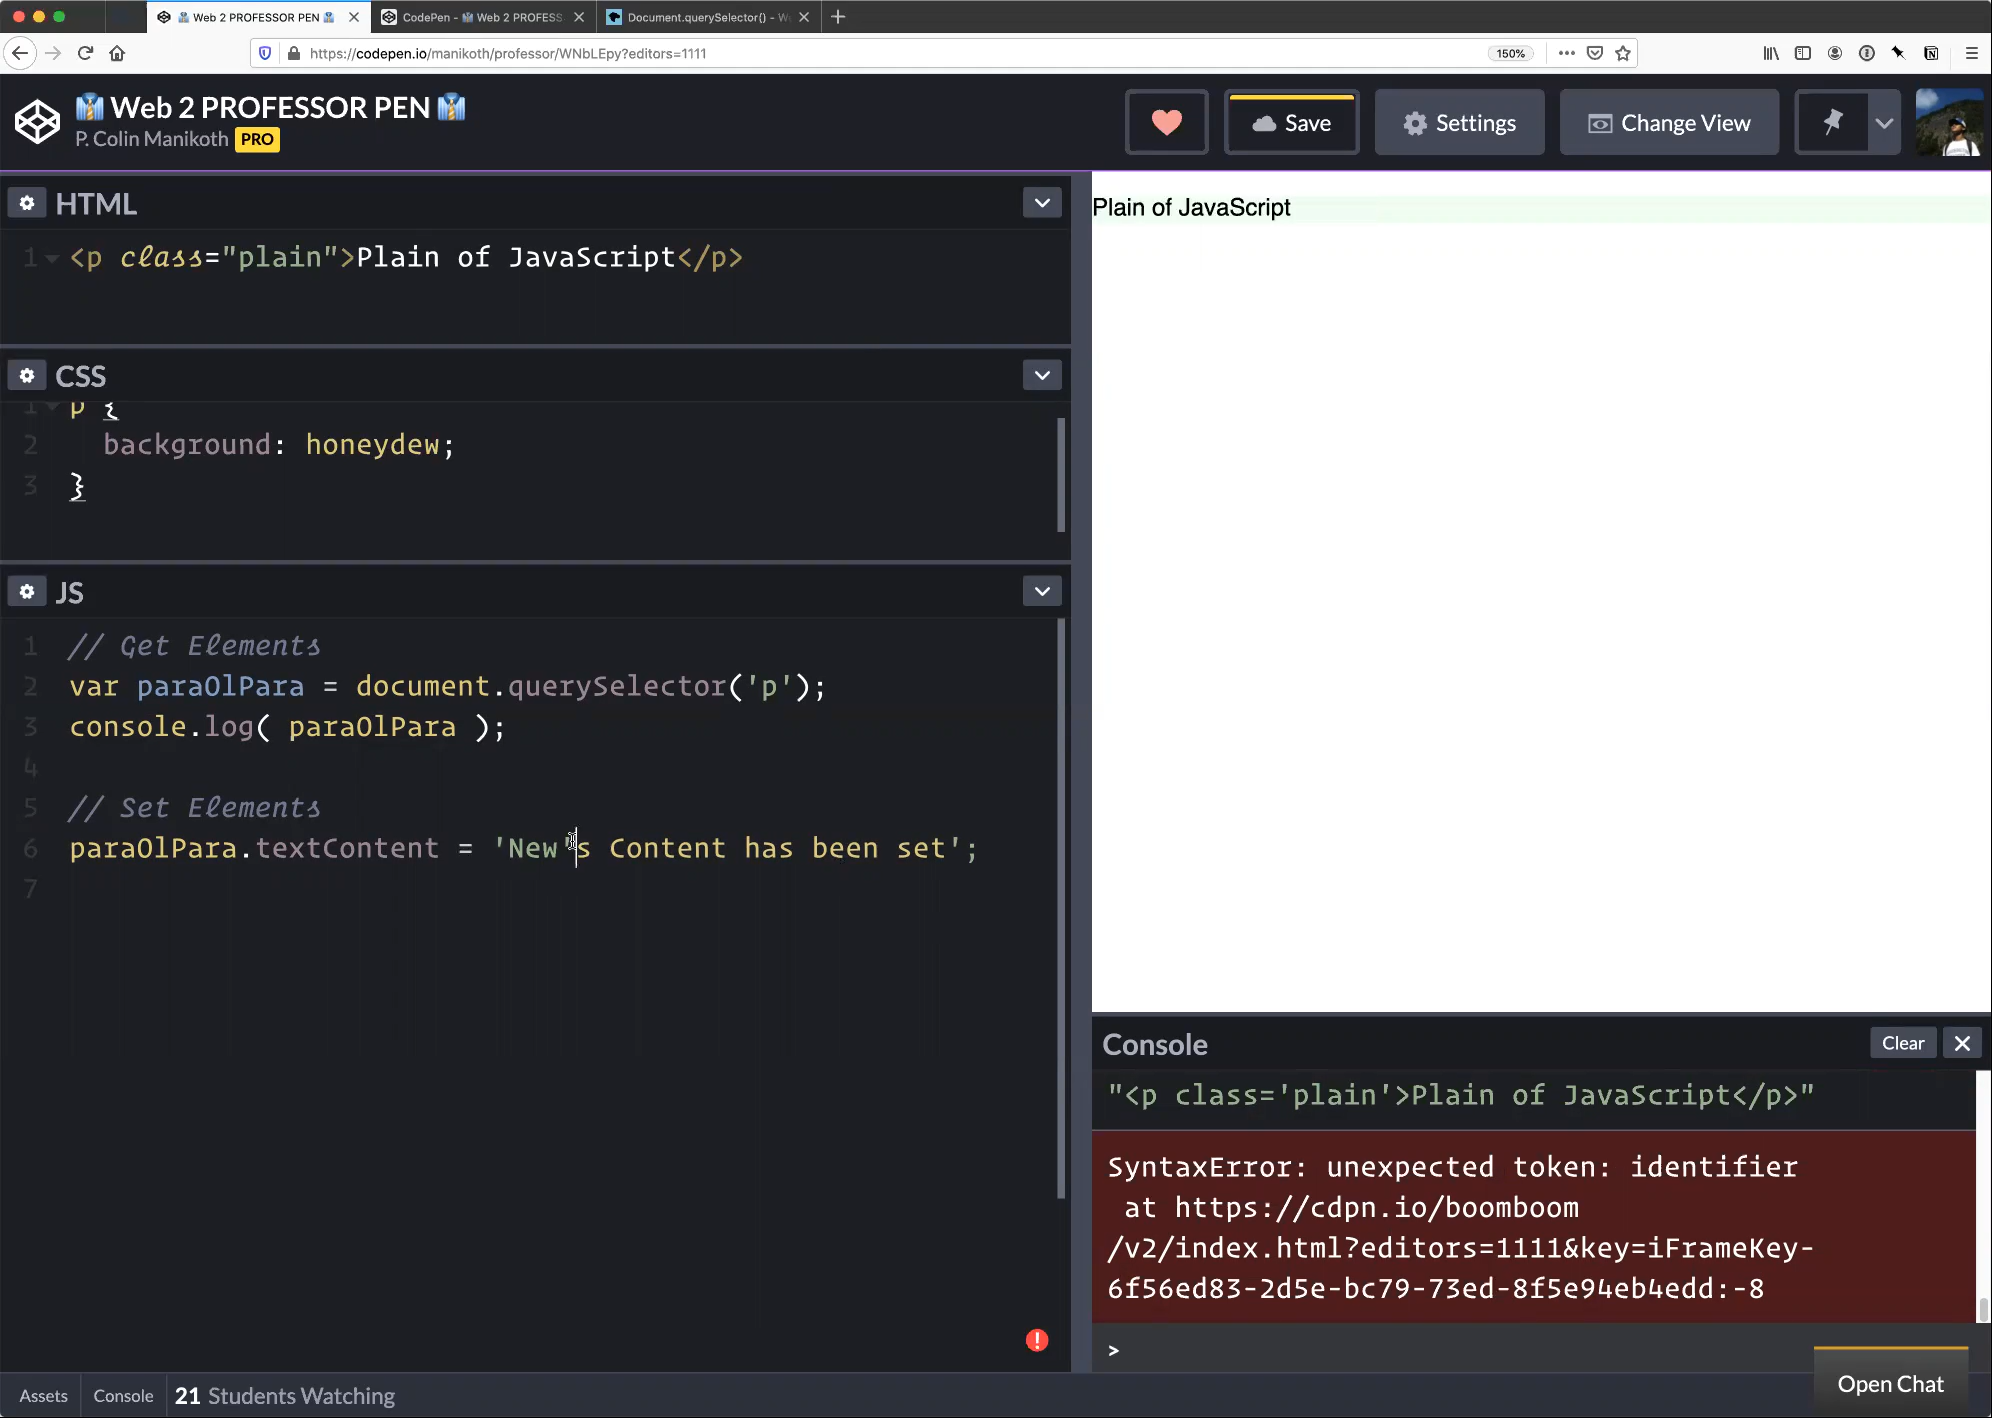 Web 2 PROFESSOR PEN
CodePen - Web 2 PROFESS
Document.querySelector() - W
https://codepen.io/manikoth/professor/WNbLEpy?editors=1111
150%
Web 2 PROFESSOR PEN
P. Colin Manikoth PRO
Save
Settings
Change View
HTML
1 <p class="plain">Plain of JavaScript</p>
CSS
1 p {
2 background: honeydew;
3 }
JS
1 // Get Elements
2 var paraOlPara = document.querySelector('p');
3 console.log( paraOlPara );
4
5 // Set Elements
6 paraOlPara.textContent = 'New's Content has been set';
7
Plain of JavaScript
Console
Clear
"<p class='plain'>Plain of JavaScript</p>"
SyntaxError: unexpected token: identifier
at https://cdpn.io/boomboom
/v2/index.html?editors=1111&key=iFrameKey-
6f56ed83-2d5e-bc79-73ed-8f5e94eb4edd:-8
>
Assets
Console
21 Students Watching
Open Chat